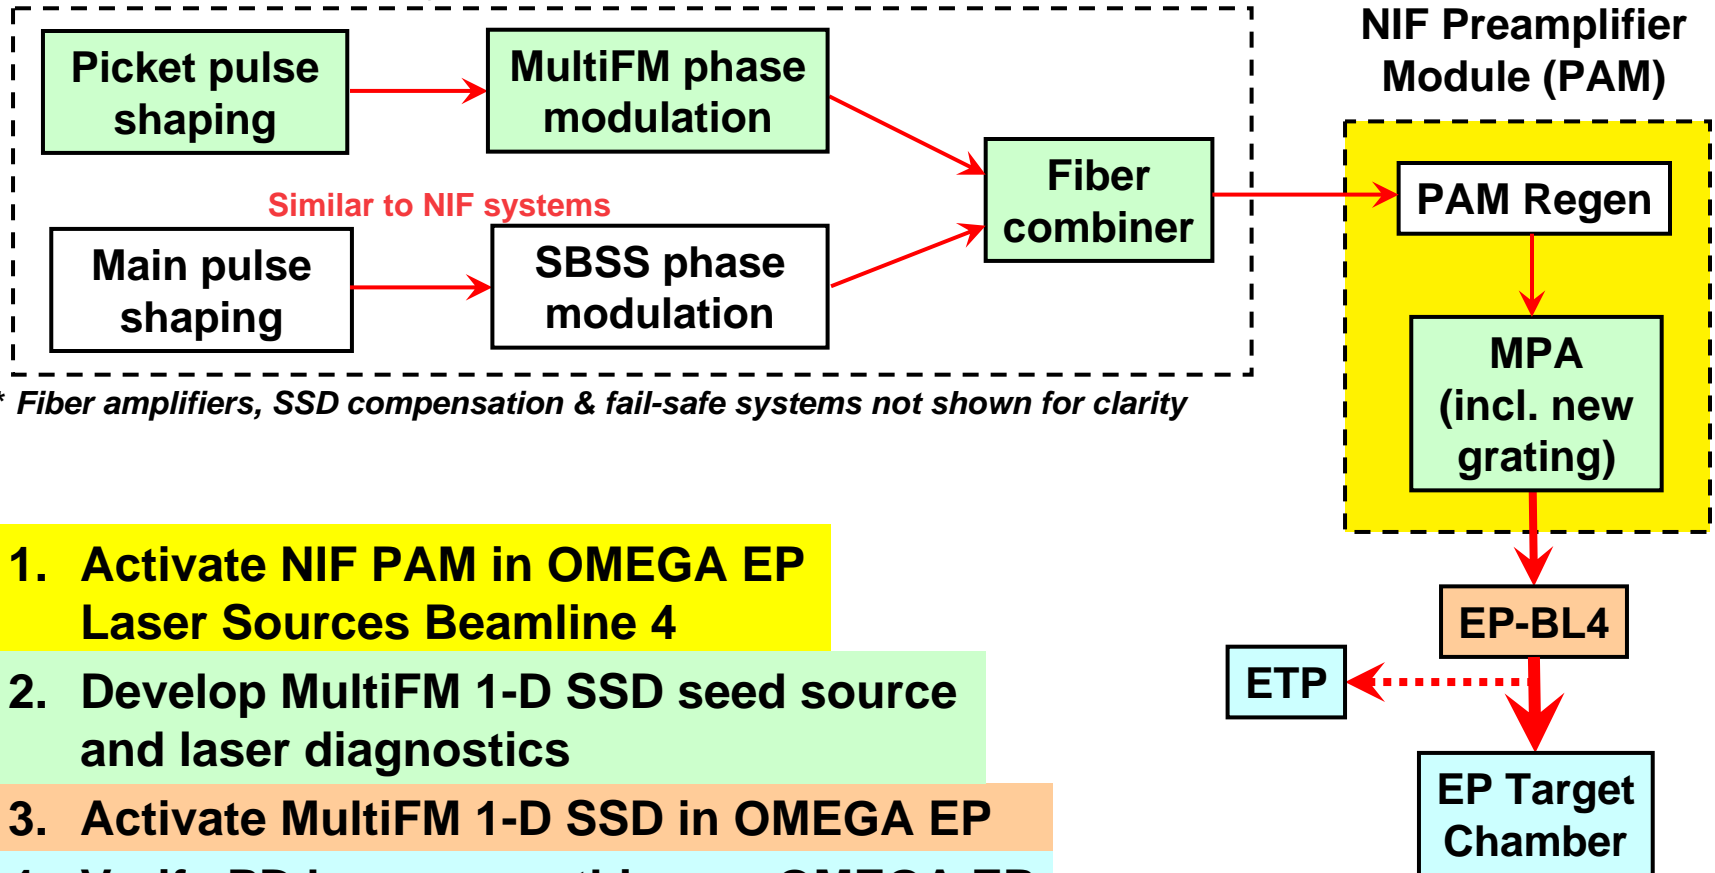 NIF Preamplifier
Module (PAM)
Picket pulse
shaping
MultiFM phase
modulation
Fiber
combiner
Similar to NIF systems
Main pulse
shaping
SBSS phase
modulation
PAM Regen
MPA
(incl. new
grating)
* Fiber amplifiers, SSD compensation & fail-safe systems not shown for clarity
EP-BL4
ETP
EP Target
Chamber
1. Activate NIF PAM in OMEGA EP
Laser Sources Beamline 4
2. Develop MultiFM 1-D SSD seed source
and laser diagnostics
3. Activate MultiFM 1-D SSD in OMEGA EP
OMEGA EP